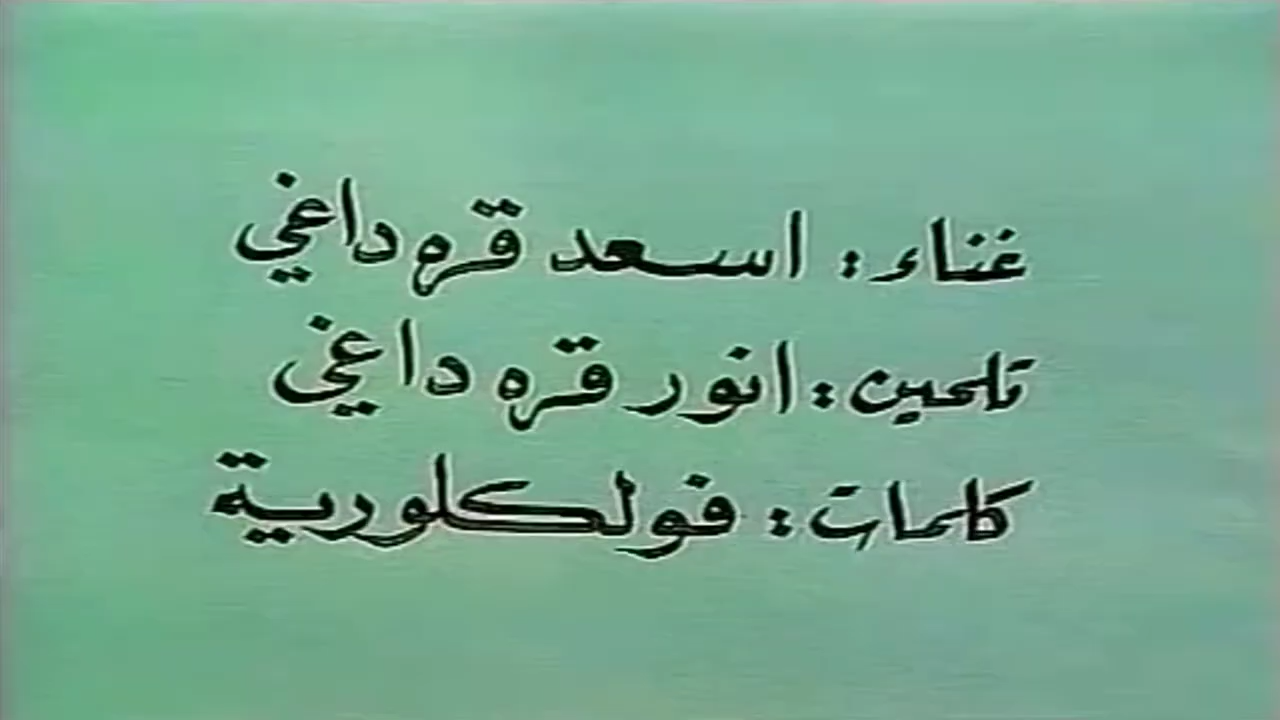 غناء : اسعد قره داغي
تلحين : انور قره داغي
كلمات : فولكلورية